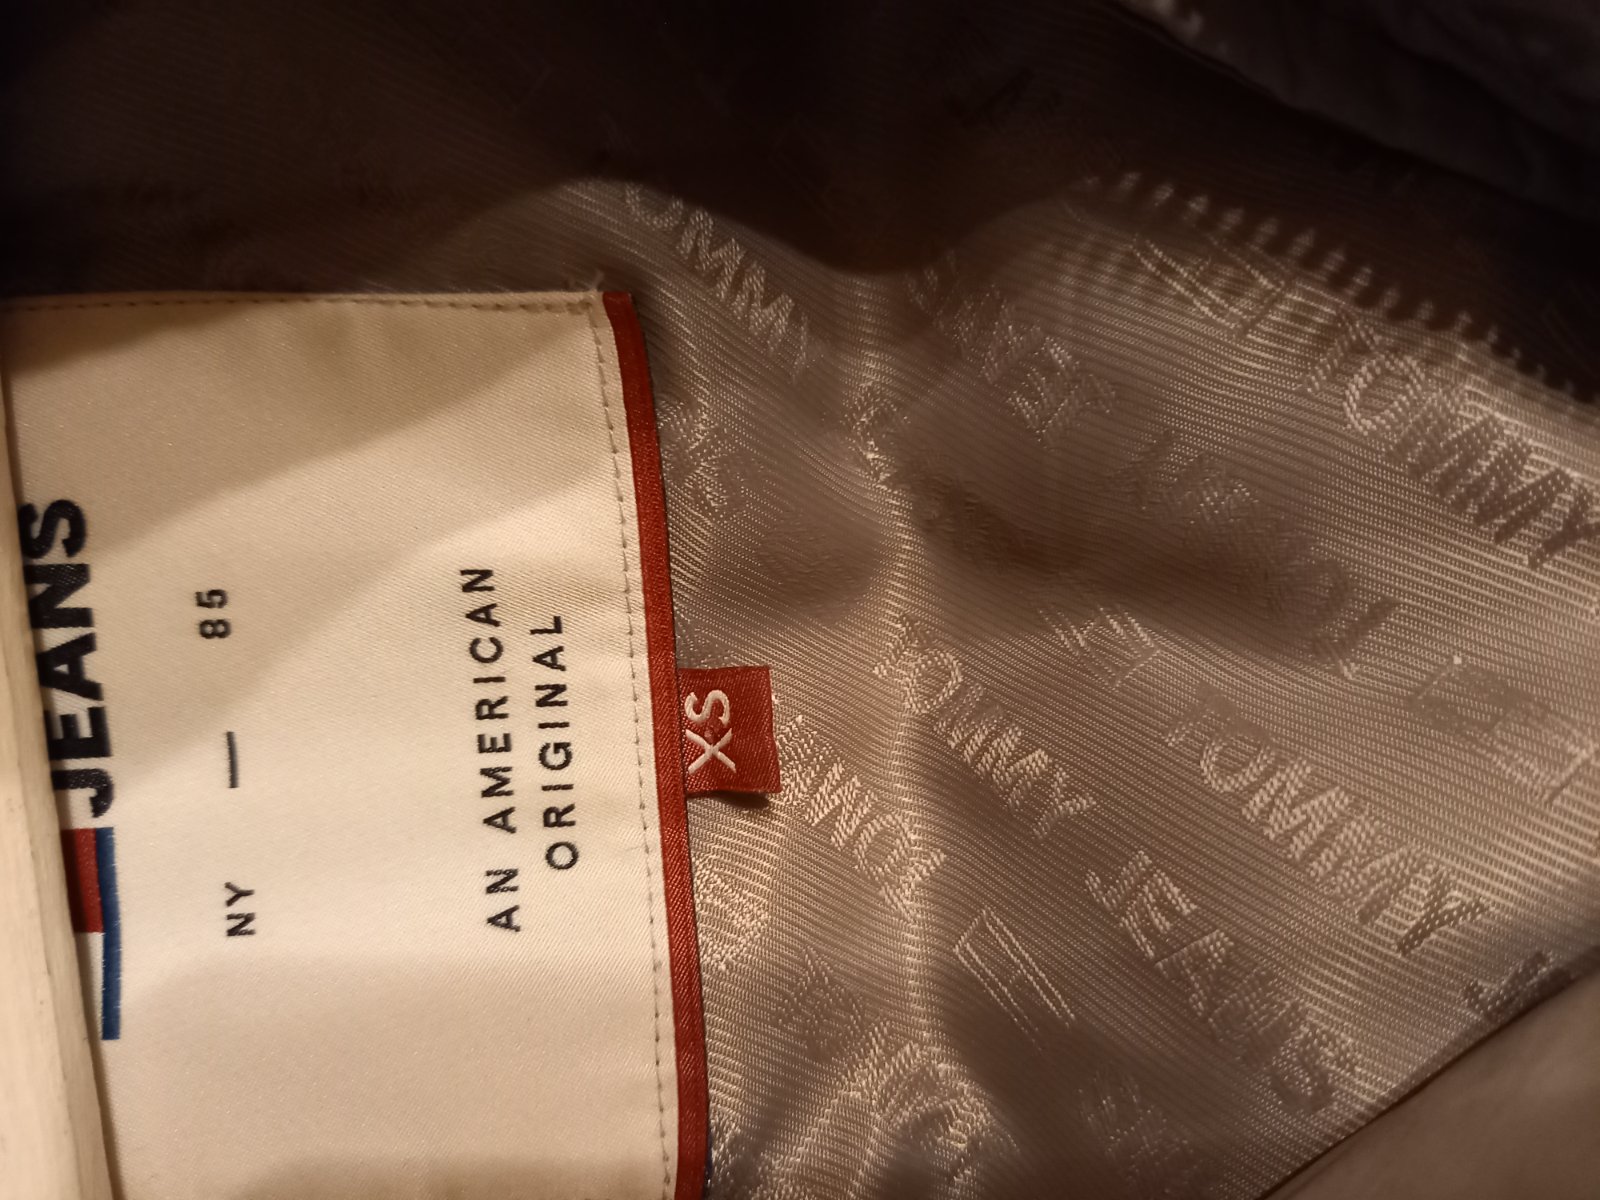 JEANS
NY — 85
AN AMERICAN
ORIGINAL
XS
TOMMY
TOMMY
TOMMY
TOMMY
JEANS